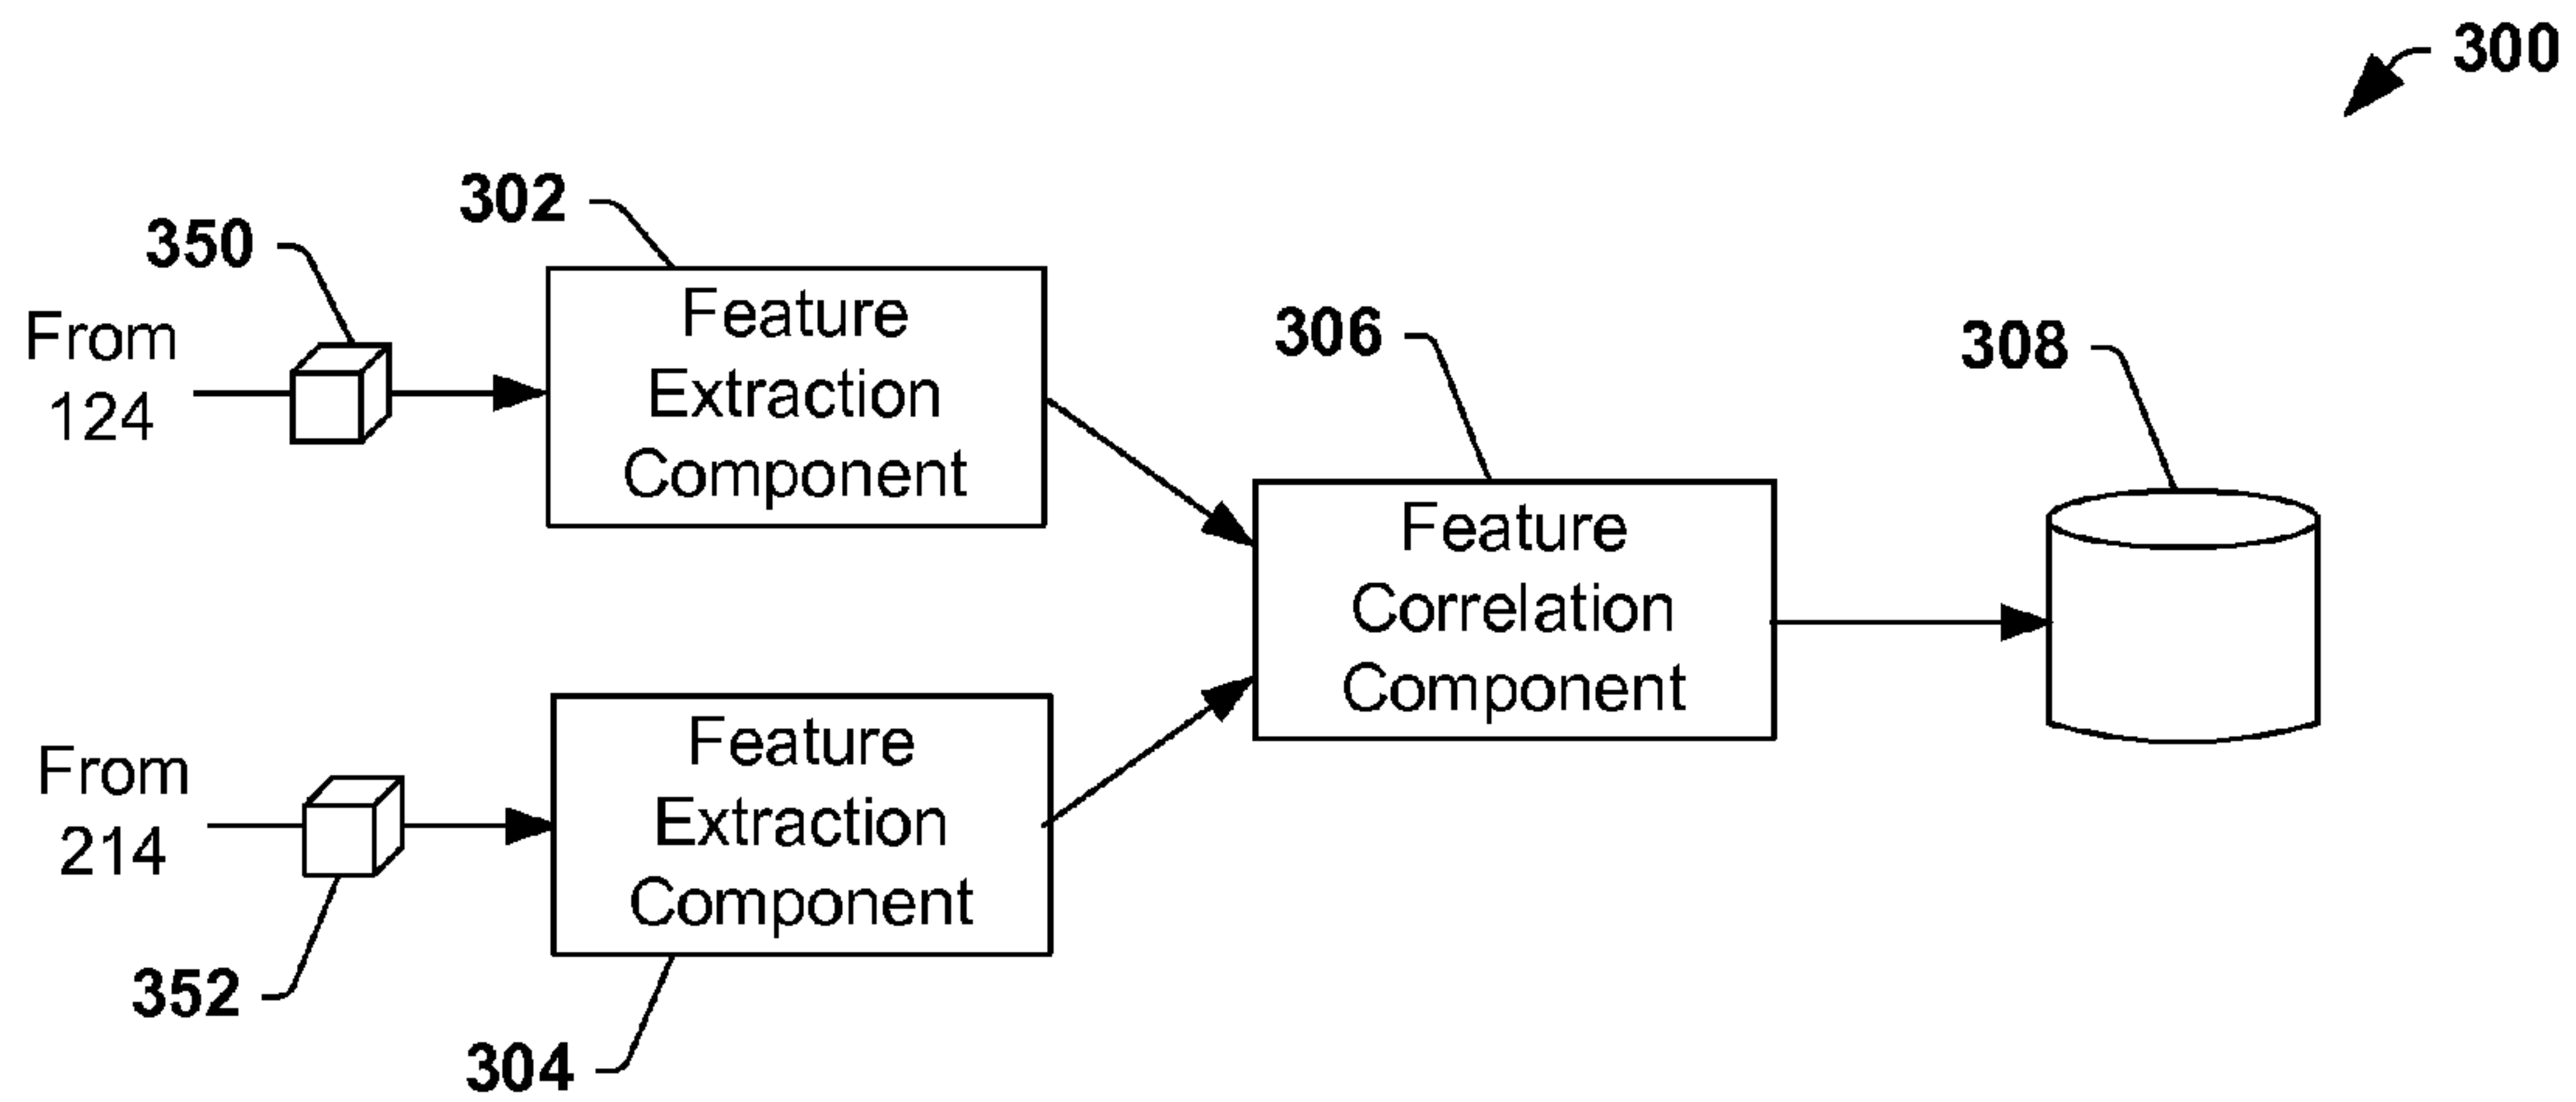 300
302
350
From
124
Feature
Extraction
Component
306
Feature
Correlation
Component
308
From
214
352
Feature
Extraction
Component
304